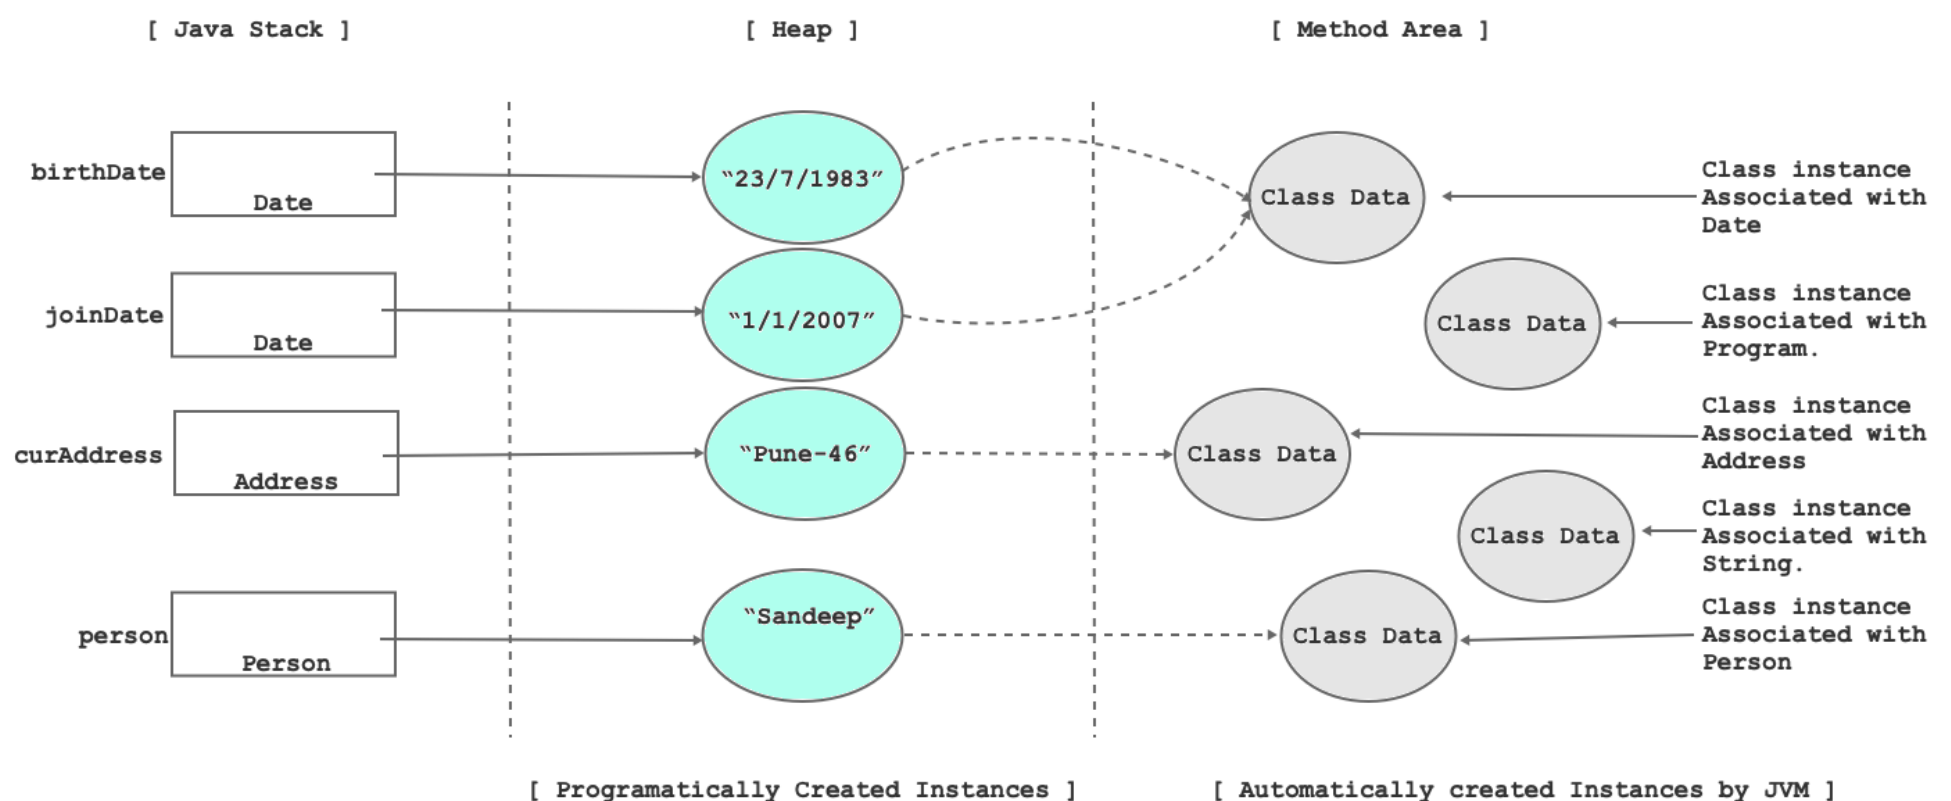 [ Java Stack ]
[ Heap ]
[ Method Area ]
birthDate
Date
“23/7/1983”
Class Data
Class instance
Associated with
Date
joinDate
Date
“1/1/2007”
Class Data
Class instance
Associated with
Program.
curAddress
Address
“Pune-46”
Class Data
Class instance
Associated with
Address
Class Data
Class instance
Associated with
String.
person
Person
“Sandeep”
Class Data
Class instance
Associated with
Person
[ Programatically Created Instances ]
[ Automatically created Instances by JVM ]